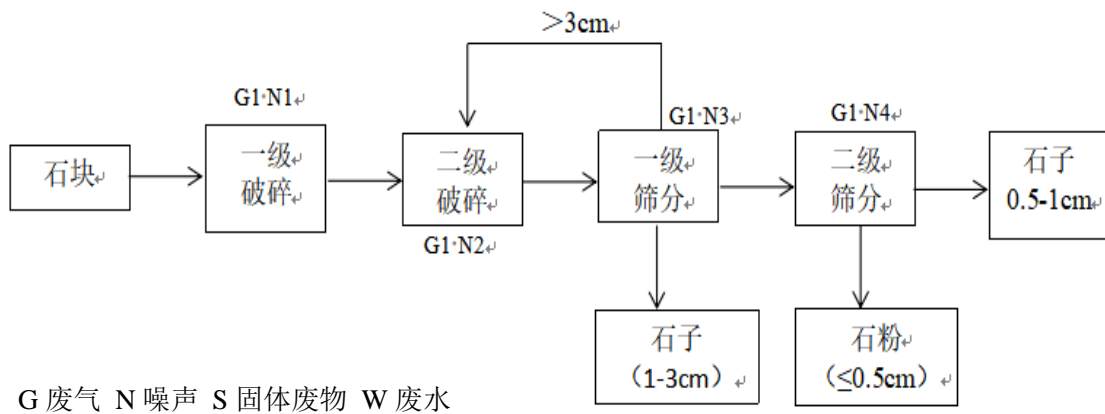 >3cm
G1·N1
G1·N3
G1·N4
石块
一级
破碎
二级
破碎
G1·N2
一级
筛分
二级
筛分
石子
0.5-1cm
石子
（1-3cm）
石粉
（≤0.5cm）
G 废气 N 噪声 S 固体废物 W 废水